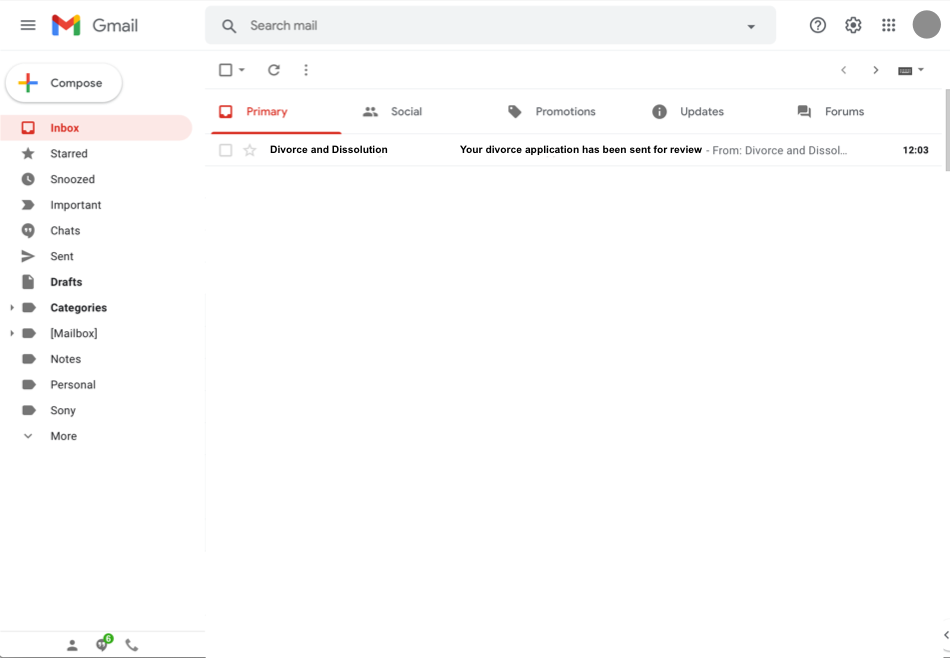 Gmail
Search mail
Compose
Primary
Social
Promotions
Updates
Forums
Inbox
Divorce and Dissolution Your divorce application has been sent for review - From: Divorce and Dissol... 12:03
Starred
Snoozed
Important
Chats
Sent
Drafts
Categories
[Mailbox]
Notes
Personal
Sony
More
6